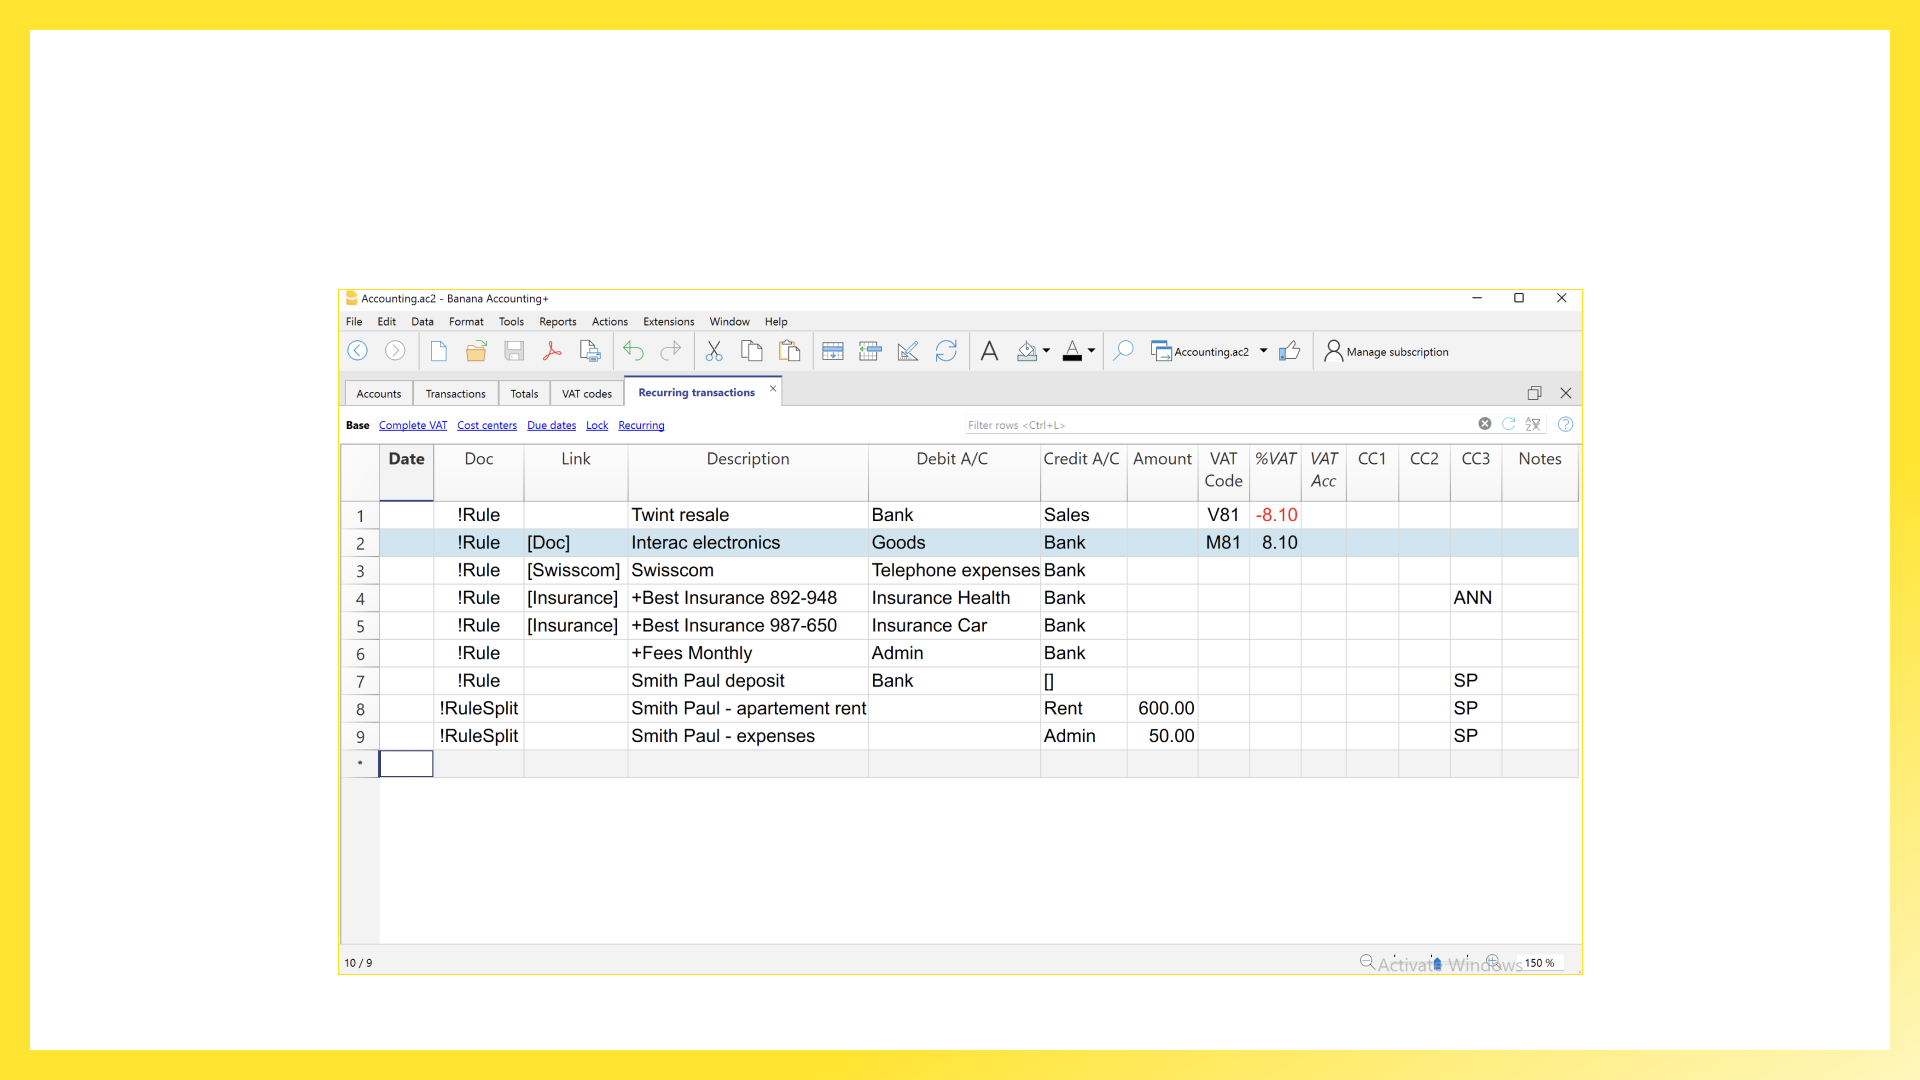 Accounting.ac2 - Banana Accounting+
File Edit Data Format Tools Reports Actions Extensions Window Help
Accounting.ac2 Manage subscription
Accounts Transactions Totals VAT codes Recurring transactions
Base Complete VAT Cost centers Due dates Lock Recurring Filter rows <Ctrl+L>
Date Doc Link Description Debit A/C Credit A/C Amount VAT Code %VAT VAT Acc CC1 CC2 CC3 Notes
1 !Rule Twint resale Bank Sales V81 -8.10
2 !Rule [Doc] Interac electronics Goods Bank M81 8.10
3 !Rule [Swisscom] Swisscom Telephone expenses Bank
4 !Rule [Insurance] +Best Insurance 892-948 Insurance Health Bank ANN
5 !Rule [Insurance] +Best Insurance 987-650 Insurance Car Bank
6 !Rule +Fees Monthly Admin Bank
7 !Rule Smith Paul deposit Bank [] SP
8 !RuleSplit Smith Paul - apartement rent Rent 600.00 SP
9 !RuleSplit Smith Paul - expenses Admin 50.00 SP
*
10 / 9 Activate Windows 150 %